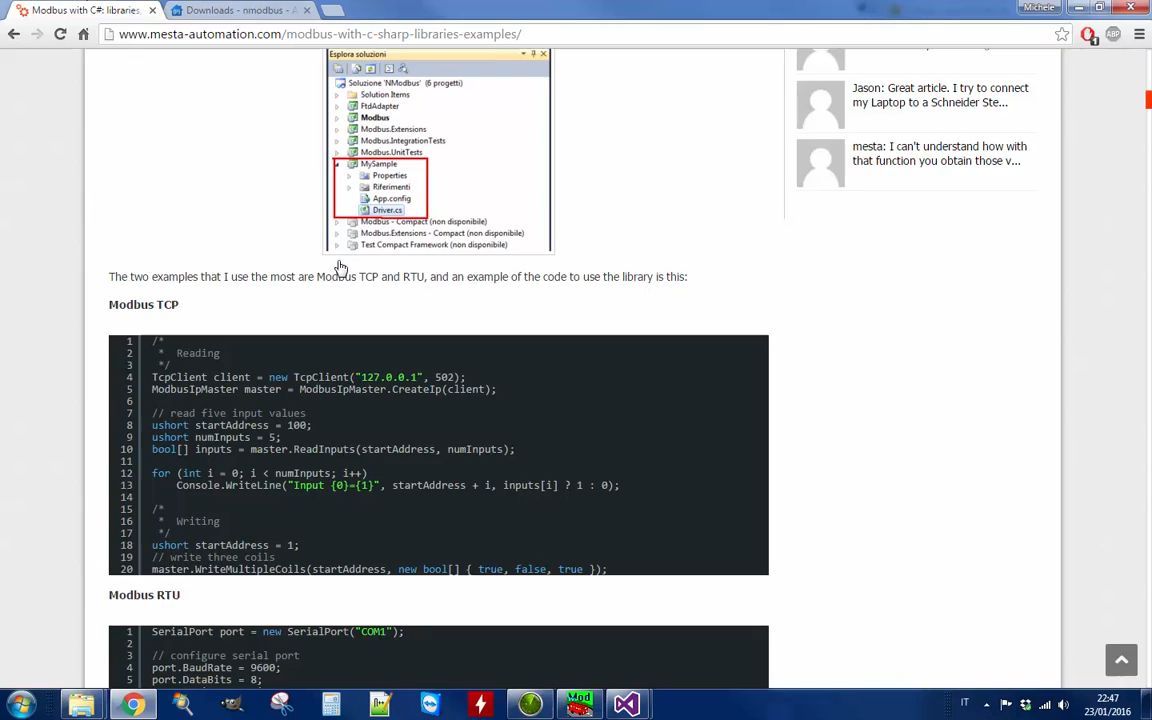 Modbus with C#: libraries,
Downloads - nmodbus - A
Michele
www.mesta-automation.com/modbus-with-c-sharp-libraries-examples/
Esplora soluzioni
Soluzione 'NModbus' (6 progetti)
Solution Items
FtdAdapter
Modbus
Modbus.Extensions
Modbus.IntegrationTests
Modbus.UnitTests
MySample
Properties
Riferimenti
App.config
Driver.cs
Modbus - Compact (non disponibile)
Modbus.Extensions - Compact (non disponibile)
Test Compact Framework (non disponibile)
Jason: Great article. I try to connect
my Laptop to a Schneider Ste...
mesta: I can't understand how with
that function you obtain those v...
The two examples that I use the most are Modbus TCP and RTU, and an example of the code to use the library is this:
Modbus TCP
1 /*
2 * Reading
3 */
4 TcpClient client = new TcpClient("127.0.0.1", 502);
5 ModbusIpMaster master = ModbusIpMaster.CreateIp(client);
6
7 // read five input values
8 ushort startAddress = 100;
9 ushort numInputs = 5;
10 bool[] inputs = master.ReadInputs(startAddress, numInputs);
11
12 for (int i = 0; i < numInputs; i++)
13 Console.WriteLine("Input {0}={1}", startAddress + i, inputs[i] ? 1 : 0);
14
15 /*
16 * Writing
17 */
18 ushort startAddress = 1;
19 // write three coils
20 master.WriteMultipleCoils(startAddress, new bool[] { true, false, true });
Modbus RTU
1 SerialPort port = new SerialPort("COM1");
2
3 // configure serial port
4 port.BaudRate = 9600;
5 port.DataBits = 8;
IT
22:47
23/01/2016